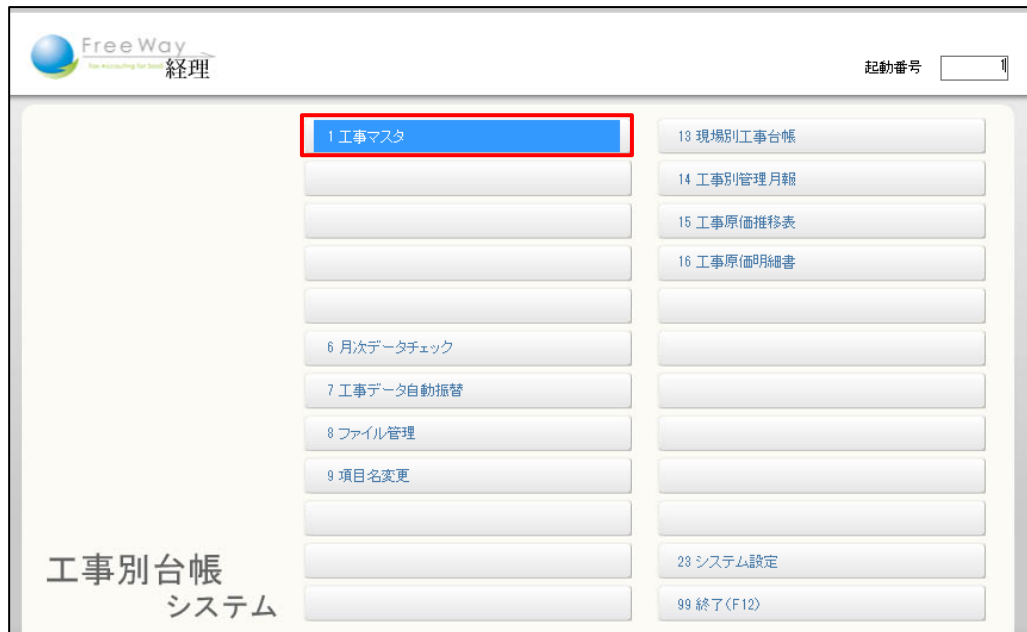 FreeWay
経理
起動番号 1
1 工事マスタ
6 月次データチェック
7 工事データ自動振替
8 ファイル管理
9 項目名変更
13 現場別工事台帳
14 工事別管理月報
15 工事原価推移表
16 工事原価明細書
23 システム設定
99 終了(F12)
工事別台帳
システム